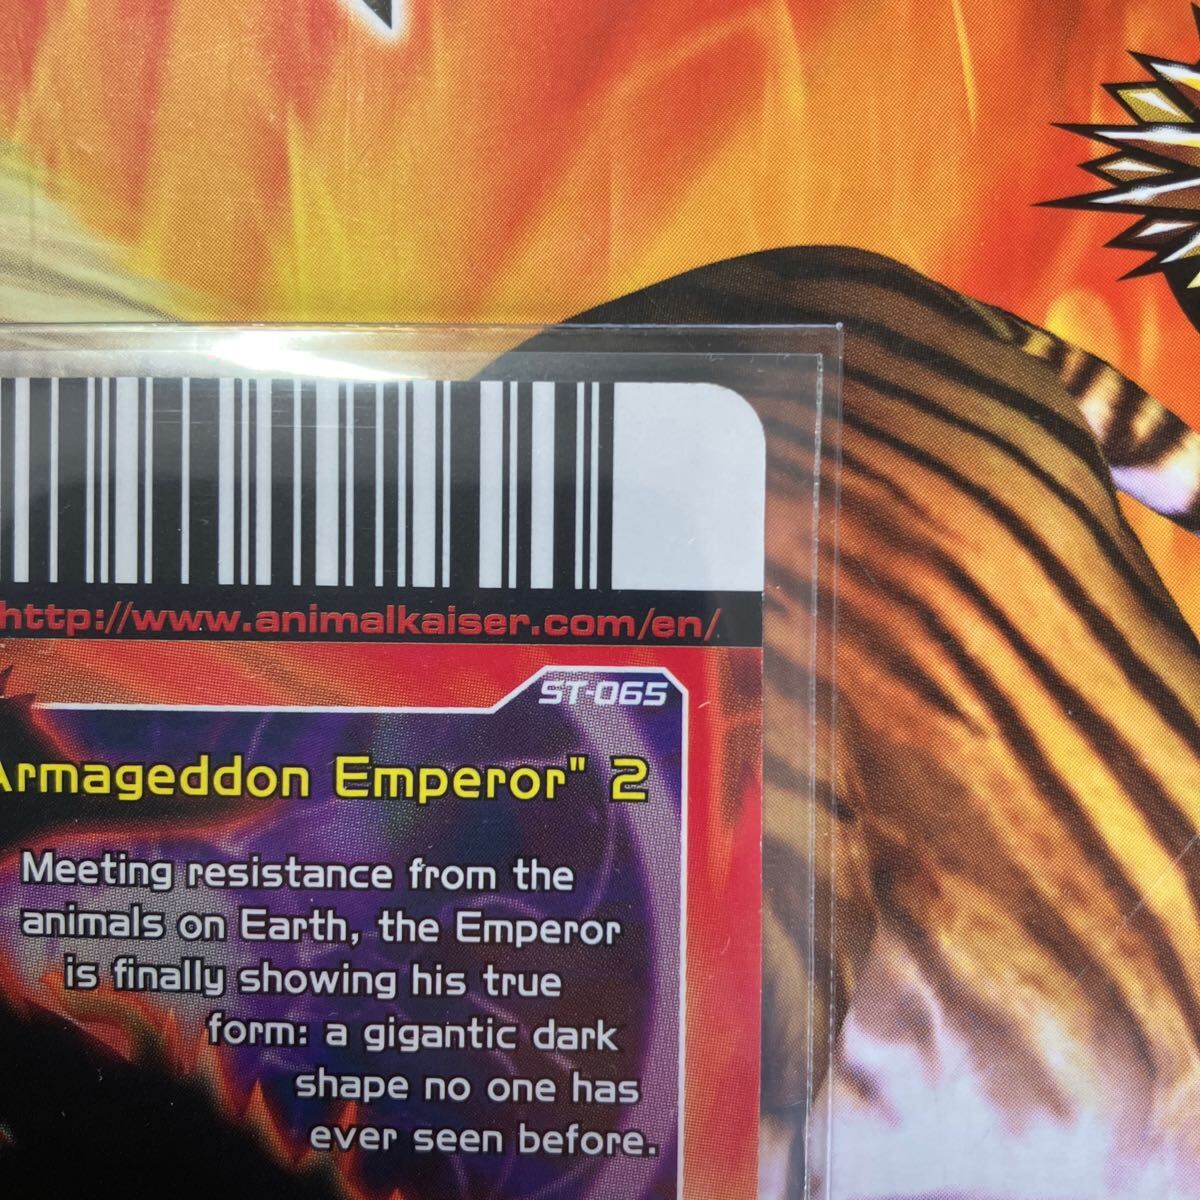 http://www.animalkaiser.com/en/
ST-065
Armageddon Emperor" 2
Meeting resistance from the
animals on Earth, the Emperor
is finally showing his true
form: a gigantic dark
shape no one has
ever seen before.